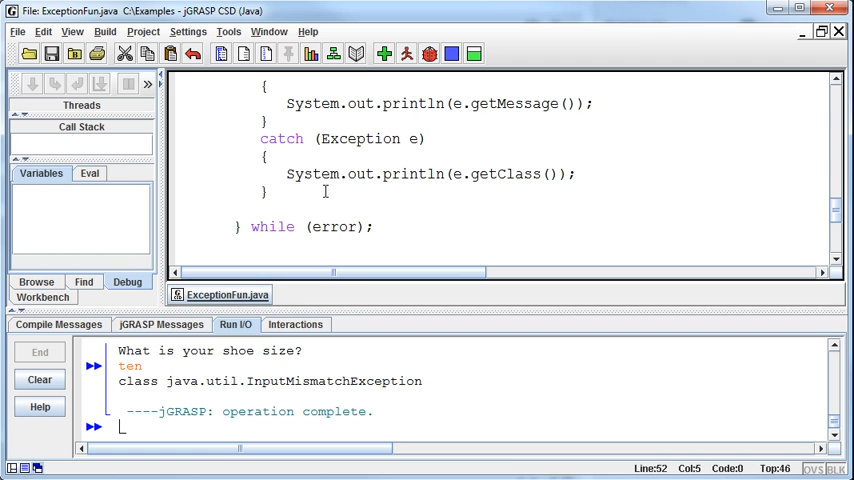 File: ExceptionFun.java  C:\Examples - jGRASP CSD (Java)
File  Edit  View  Build  Project  Settings  Tools  Window  Help
{
System.out.println(e.getMessage());
}
catch (Exception e)
{
System.out.println(e.getClass());
}
} while (error);
Threads
Call Stack
Variables  Eval
Browse  Find  Debug
Workbench
ExceptionFun.java
Compile Messages  jGRASP Messages  Run I/O  Interactions
End
Clear
Help
What is your shoe size?
ten
class java.util.InputMismatchException
----jGRASP: operation complete.
Line:52  Col:5  Code:0  Top:46  OVS BLK